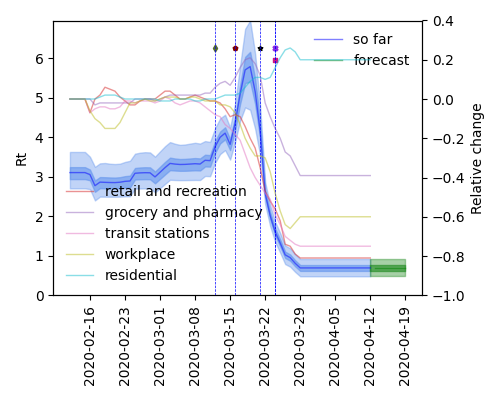 so far
forecast
retail and recreation
grocery and pharmacy
transit stations
workplace
residential
Rt
Relative change
0
1
2
3
4
5
6
0.4
0.2
0.0
−0.2
−0.4
−0.6
−0.8
−1.0
2020-02-16
2020-02-23
2020-03-01
2020-03-08
2020-03-15
2020-03-22
2020-03-29
2020-04-05
2020-04-12
2020-04-19